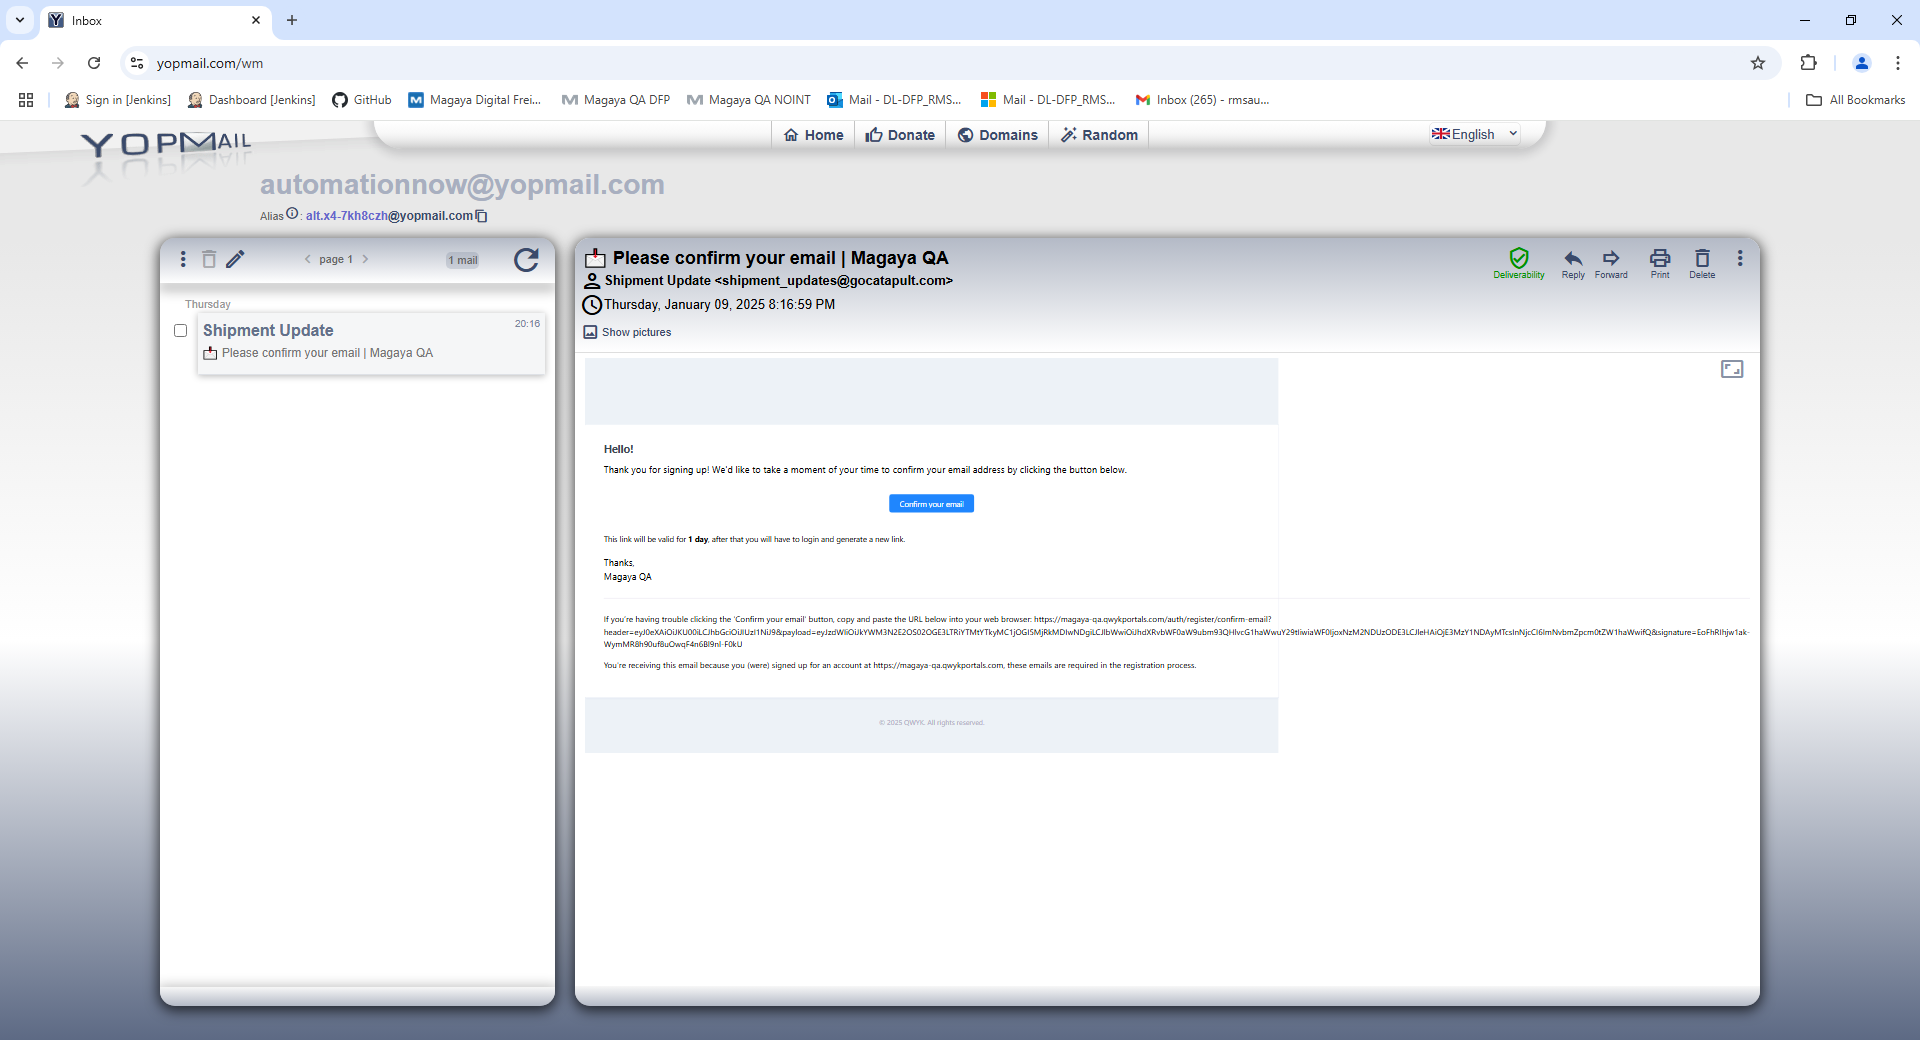 Inbox
yopmail.com/wm
Sign in [Jenkins]
Dashboard [Jenkins]
GitHub
Magaya Digital Frei...
Magaya QA DFP
Magaya QA NOINT
Mail - DL-DFP_RMS...
Mail - DL-DFP_RMS...
Inbox (265) - rmsau...
All Bookmarks
YOPMAIL
Home
Donate
Domains
Random
English
automationnow@yopmail.com
Alias : alt.x4-7kh8czh@yopmail.com
page 1
1 mail
Thursday
Shipment Update
20:16
Please confirm your email | Magaya QA
Please confirm your email | Magaya QA
Shipment Update <shipment_updates@gocatapult.com>
Thursday, January 09, 2025 8:16:59 PM
Show pictures
Deliverability
Reply
Forward
Print
Delete
Hello!
Thank you for signing up! We'd like to take a moment of your time to confirm your email address by clicking the button below.
Confirm your email
This link will be valid for 1 day, after that you will have to login and generate a new link.
Thanks,
Magaya QA
If you're having trouble clicking the 'Confirm your email' button, copy and paste the URL below into your web browser: https://magaya-qa.qwykportals.com/auth/register/confirm-email?
You're receiving this email because you (were) signed up for an account at https://magaya-qa.qwykportals.com, these emails are required in the registration process.
© 2025 QWYK. All rights reserved.